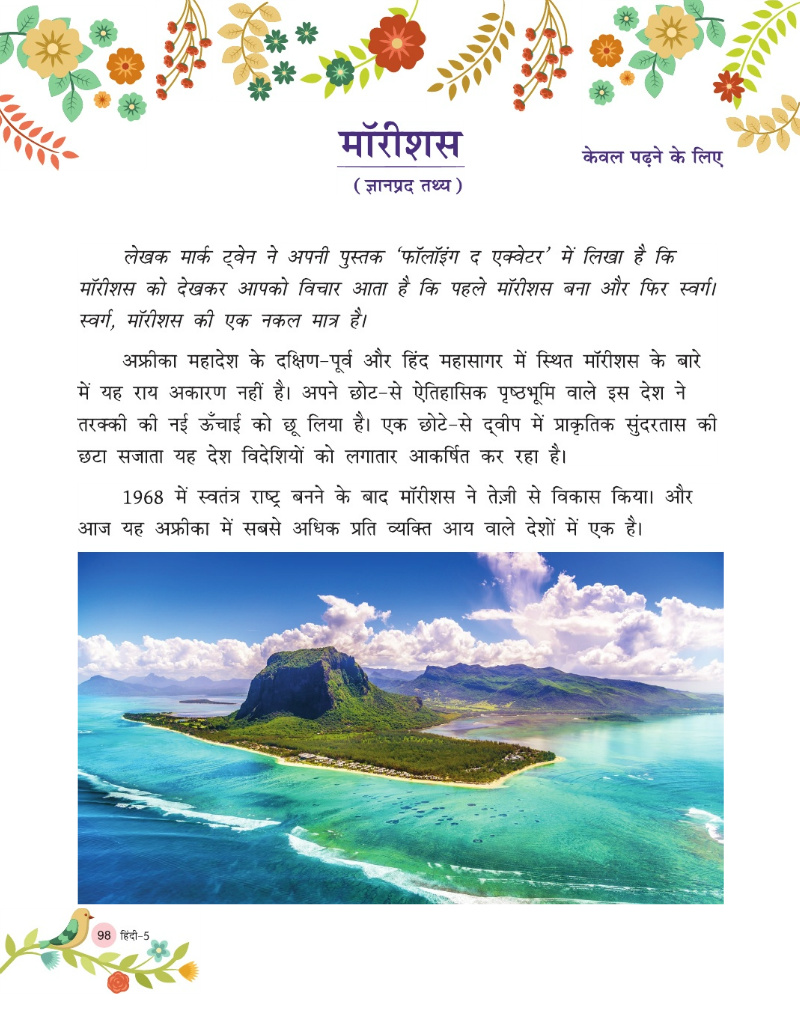 मॉरीशस
केवल पढ़ने के लिए
( ज्ञानप्रद तथ्य )
लेखक मार्क ट्वेन ने अपनी पुस्तक ‘फॉलॉइंग द एक्वेटर’ में लिखा है कि
मॉरीशस को देखकर आपको विचार आता है कि पहले मॉरीशस बना और फिर स्वर्ग।
स्वर्ग, मॉरीशस की एक नकल मात्र है।
अफ्रीका महादेश के दक्षिण-पूर्व और हिंद महासागर में स्थित मॉरीशस के बारे
में यह राय अकारण नहीं है। अपने छोट-से ऐतिहासिक पृष्ठभूमि वाले इस देश ने
तरक्की की नई ऊँचाई को छू लिया है। एक छोटे-से द्वीप में प्राकृतिक सुंदरतास की
छटा सजाता यह देश विदेशियों को लगातार आकर्षित कर रहा है।
1968 में स्वतंत्र राष्ट्र बनने के बाद मॉरीशस ने तेज़ी से विकास किया। और
आज यह अफ्रीका में सबसे अधिक प्रति व्यक्ति आय वाले देशों में एक है।
98 हिंदी-5